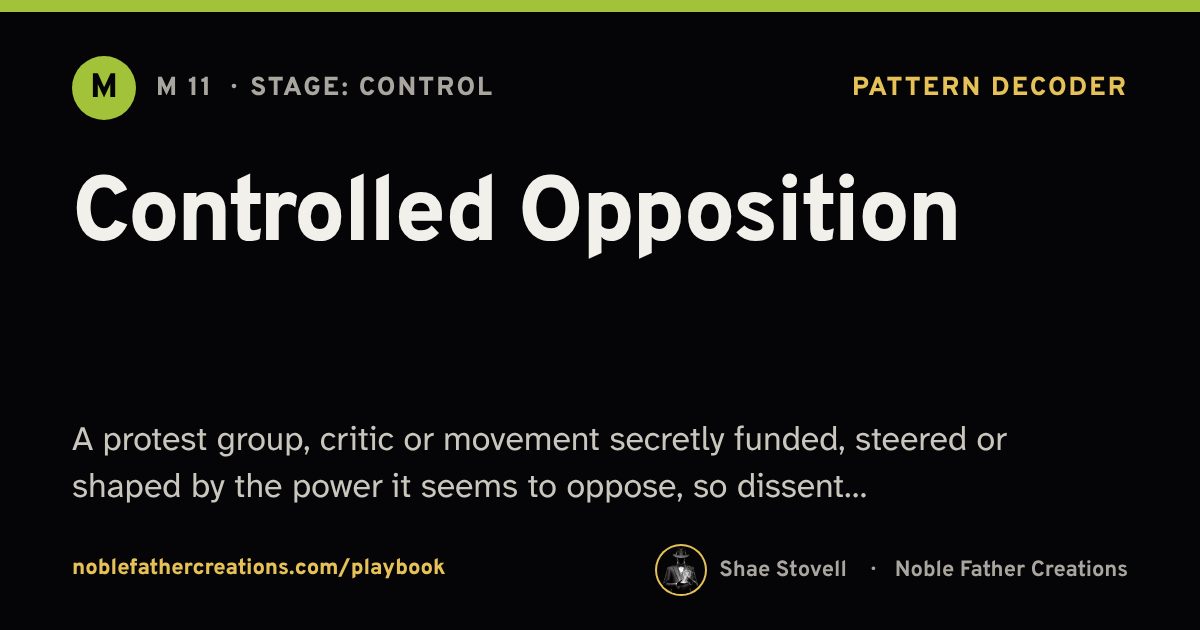 M
M 11 · STAGE: CONTROL
PATTERN DECODER
Controlled Opposition
A protest group, critic or movement secretly funded, steered or
shaped by the power it seems to oppose, so dissent...
noblefathercreations.com/playbook
Shae Stovell · Noble Father Creations